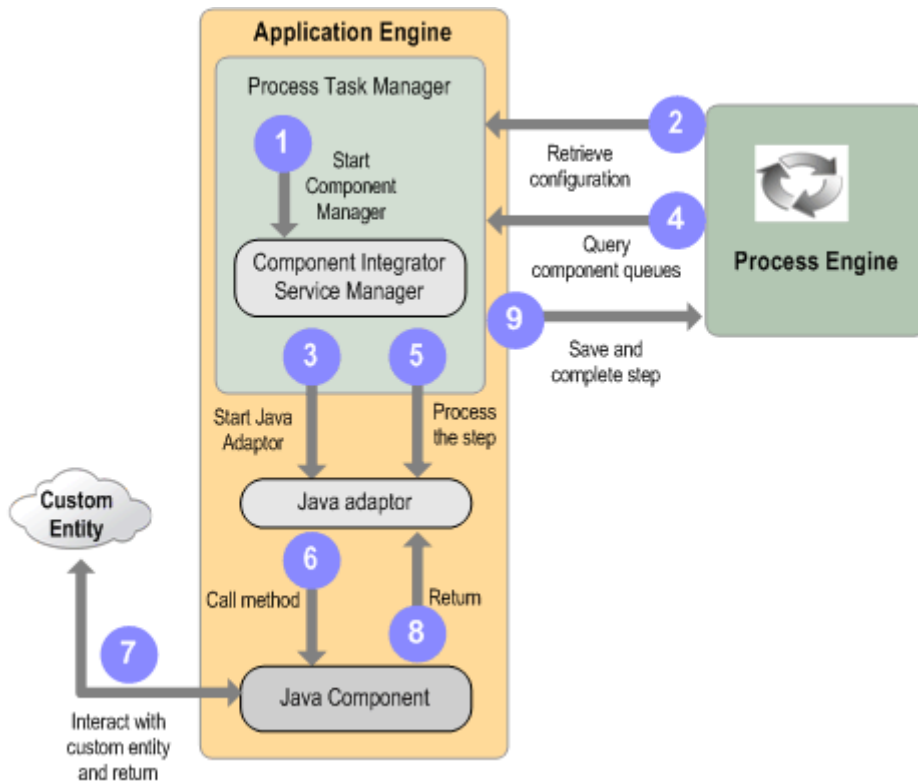 Application Engine
Process Task Manager
1
Start
Component
Manager
Component Integrator
Service Manager
2
Retrieve
configuration
4
Query
component queues
Process Engine
9
Save and
complete step
3
Start Java
Adaptor
5
Process
the step
Java adaptor
Custom
Entity
6
Call method
Return
8
7
Java Component
Interact with
custom entity
and return